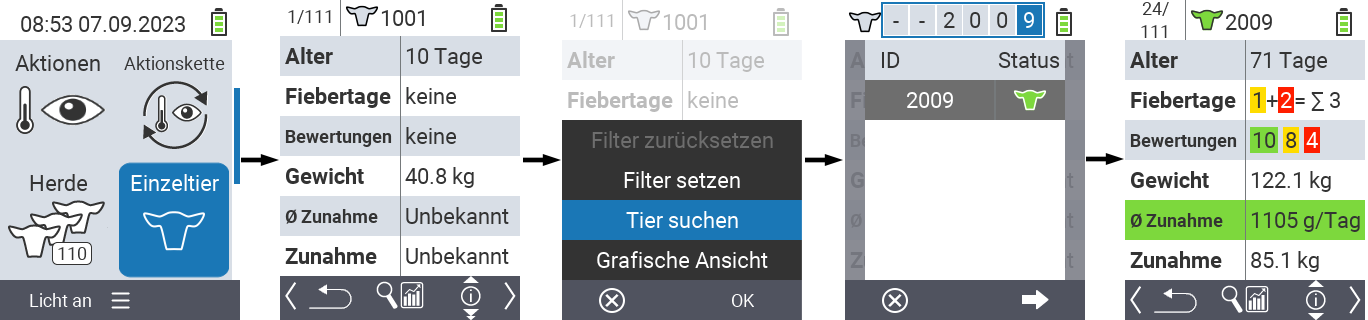 08:53 07.09.2023
Aktionen
Aktionskette
Herde
110
Einzeltier
Licht an
1/111
1001
Alter 10 Tage
Fiebertage keine
Bewertungen keine
Gewicht 40.8 kg
Ø Zunahme Unbekannt
Zunahme Unbekannt
1/111
1001
Alter 10 Tage
Fiebertage keine
Filter zurücksetzen
Filter setzen
Tier suchen
Grafische Ansicht
OK
- - 2 0 0 9
ID Status
2009
24/
111
2009
Alter 71 Tage
Fiebertage 1+2= ∑ 3
Bewertungen 10 8 4
Gewicht 122.1 kg
Ø Zunahme 1105 g/Tag
Zunahme 85.1 kg